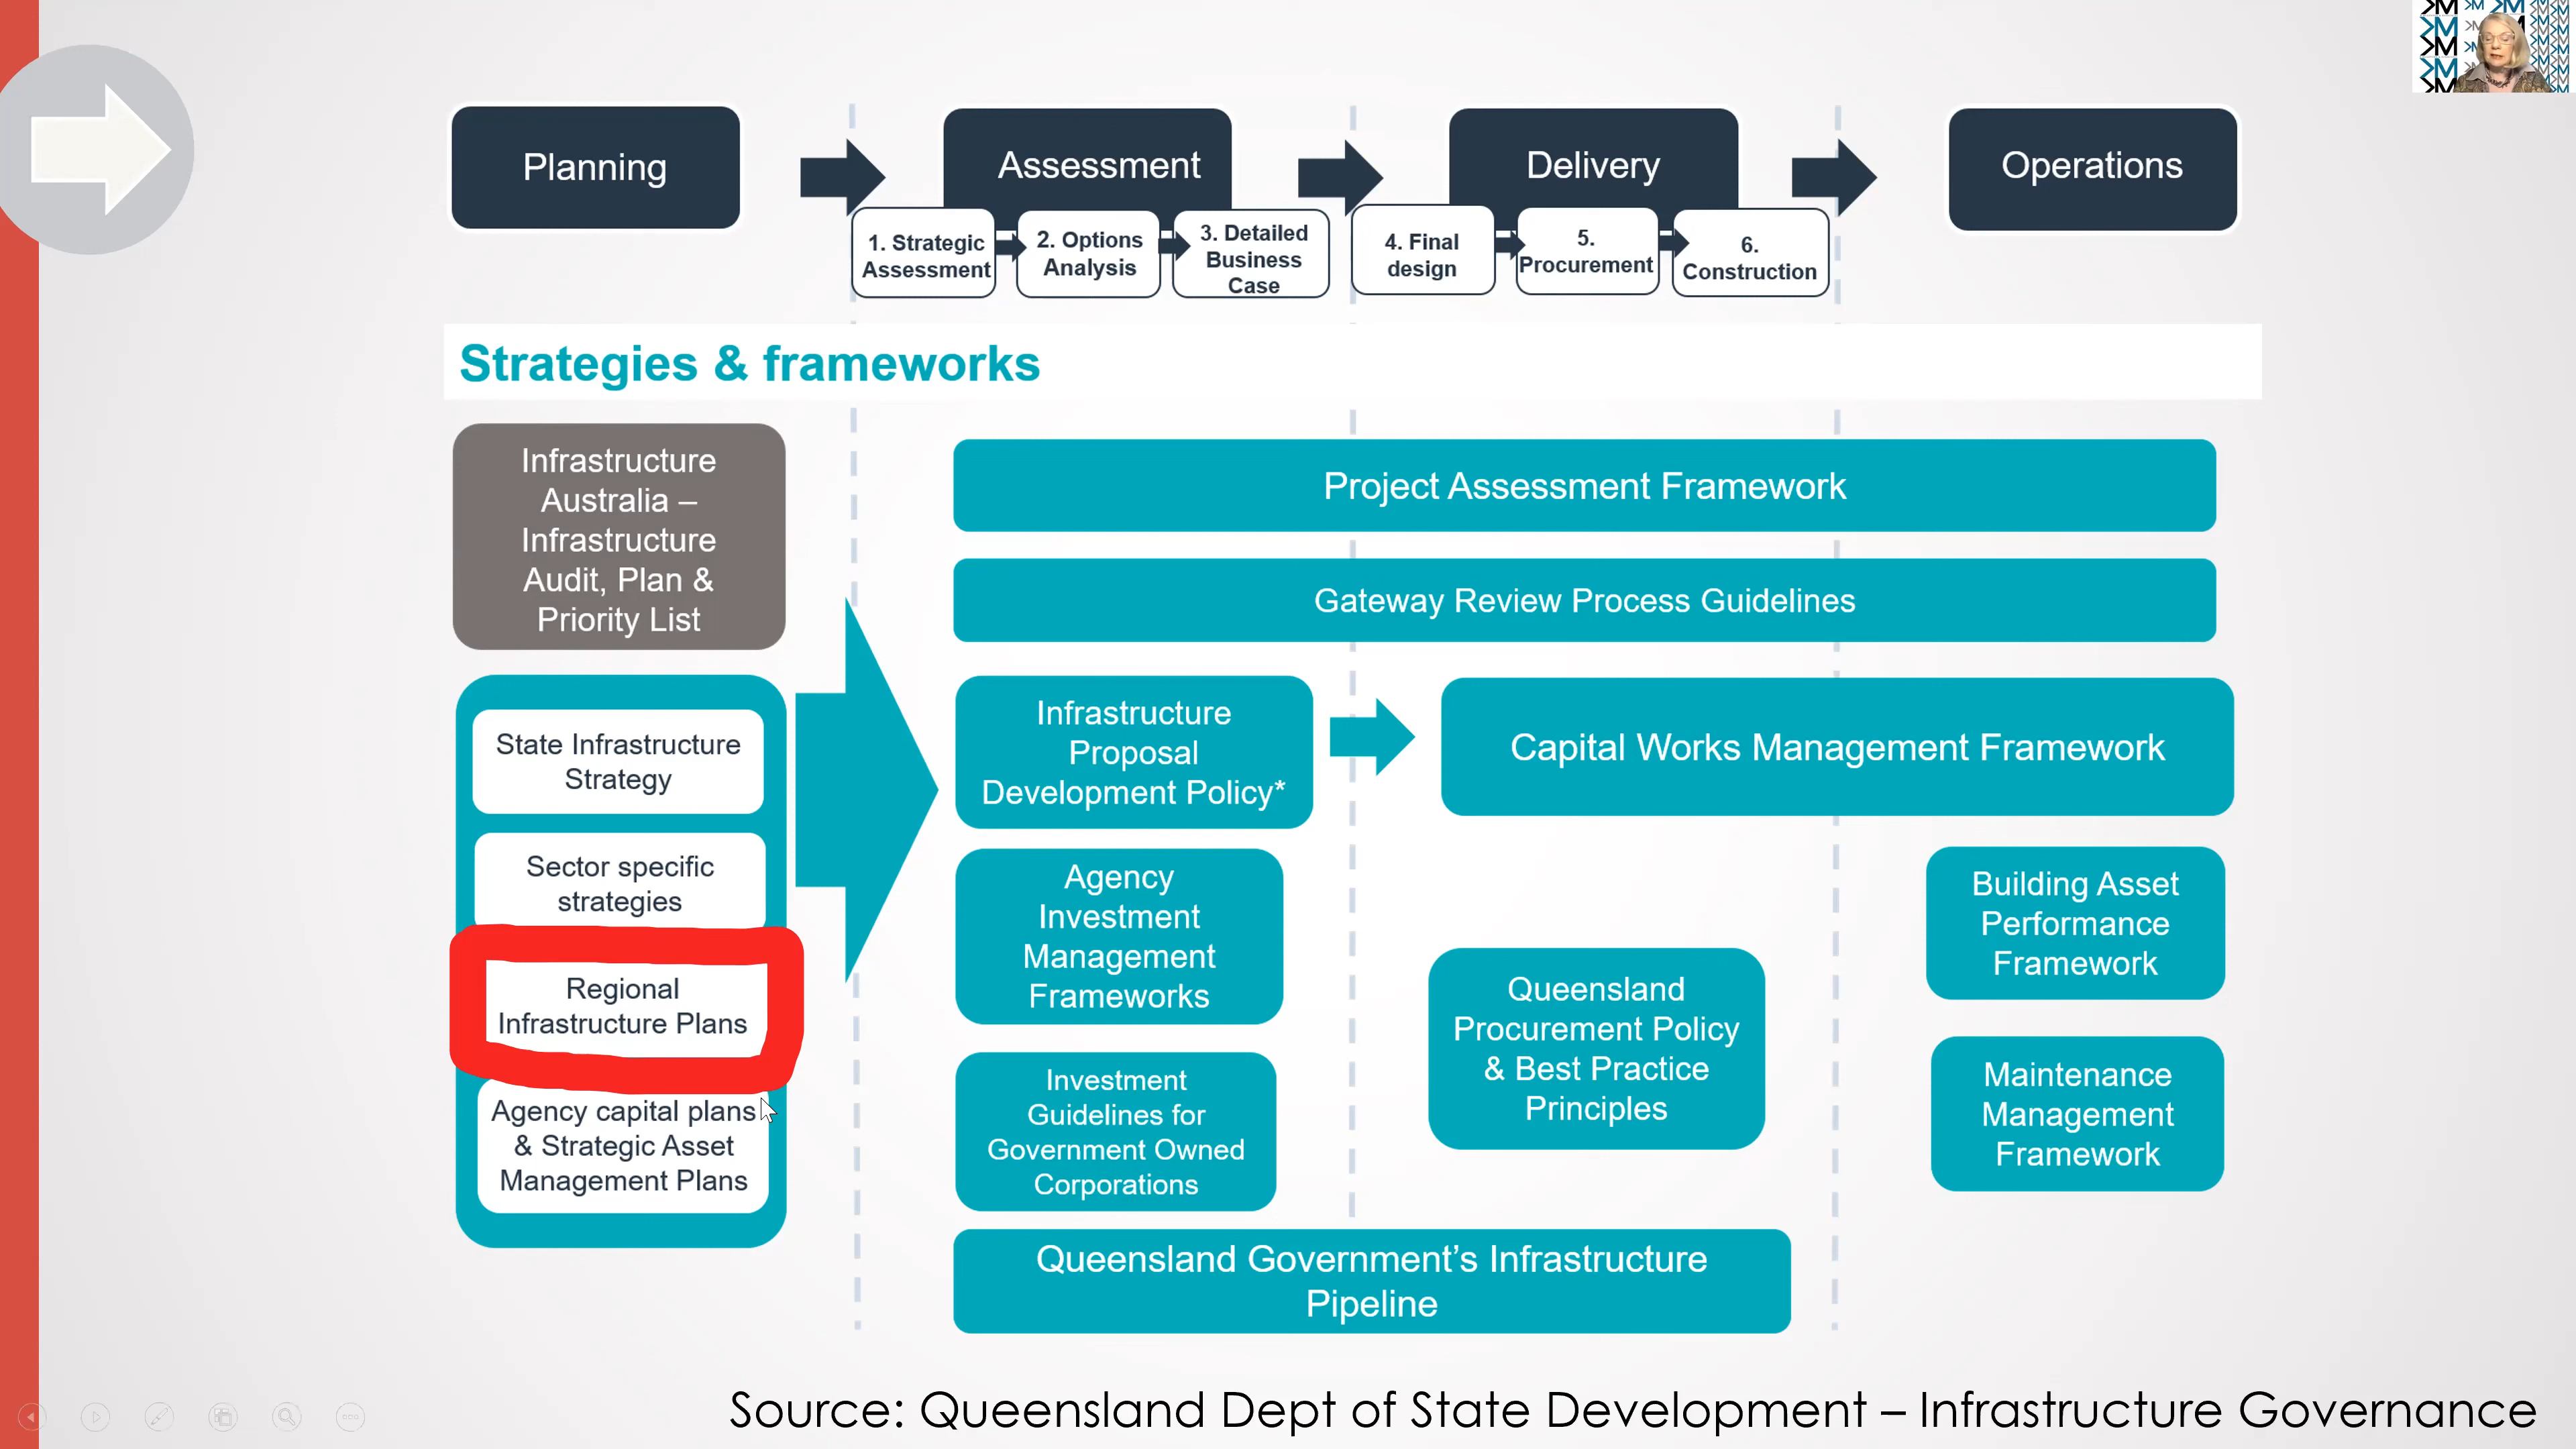 Planning
Assessment
Delivery
Operations
1. Strategic
Assessment
2. Options
Analysis
3. Detailed
Business
Case
4. Final
design
5.
Procurement
6.
Construction
Strategies & frameworks
Infrastructure
Australia –
Infrastructure
Audit, Plan &
Priority List
State Infrastructure
Strategy
Sector specific
strategies
Regional
Infrastructure Plans
Agency capital plans
& Strategic Asset
Management Plans
Project Assessment Framework
Gateway Review Process Guidelines
Infrastructure
Proposal
Development Policy*
Capital Works Management Framework
Agency
Investment
Management
Frameworks
Investment
Guidelines for
Government Owned
Corporations
Queensland
Procurement Policy
& Best Practice
Principles
Building Asset
Performance
Framework
Maintenance
Management
Framework
Queensland Government’s Infrastructure
Pipeline
Source: Queensland Dept of State Development – Infrastructure Governance